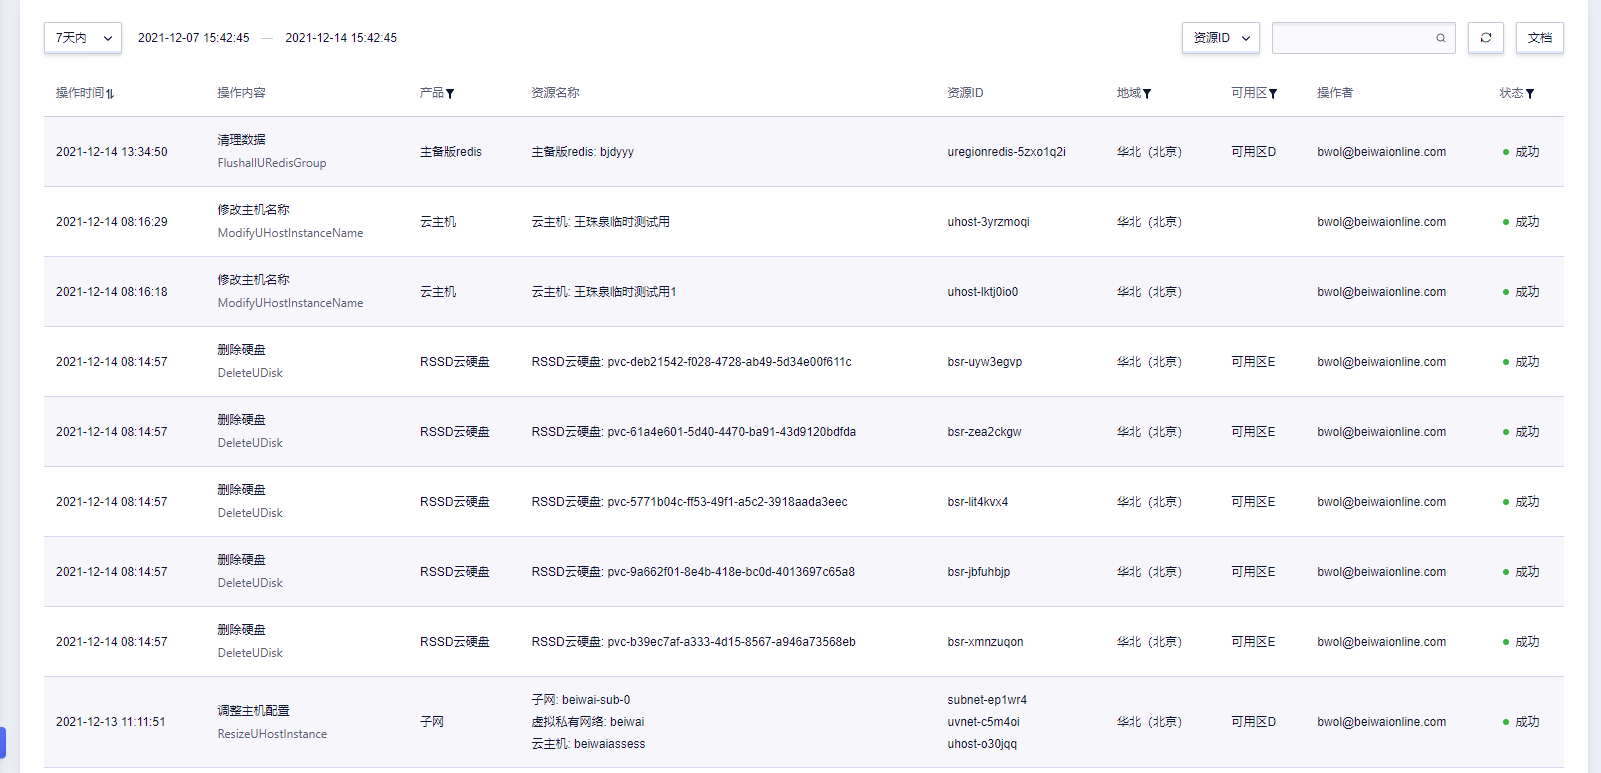 7天内 2021-12-07 15:42:45 — 2021-12-14 15:42:45 资源ID 文档
操作时间 操作内容 产品 资源名称 资源ID 地域 可用区 操作者 状态
清理数据
2021-12-14 13:34:50 主备版redis 主备版redis: bjdyyy uregionredis-5zxo1q2i 华北（北京） 可用区D bwol@beiwaionline.com 成功
FlushallURedisGroup
修改主机名称
2021-12-14 08:16:29 云主机 云主机: 王珠泉临时测试用 uhost-3yrzmoqi 华北（北京） bwol@beiwaionline.com 成功
ModifyUHostInstanceName
修改主机名称
2021-12-14 08:16:18 云主机 云主机: 王珠泉临时测试用1 uhost-lktj0io0 华北（北京） bwol@beiwaionline.com 成功
ModifyUHostInstanceName
删除硬盘
2021-12-14 08:14:57 RSSD云硬盘 RSSD云硬盘: pvc-deb21542-f028-4728-ab49-5d34e00f611c bsr-uyw3egvp 华北（北京） 可用区E bwol@beiwaionline.com 成功
DeleteUDisk
删除硬盘
2021-12-14 08:14:57 RSSD云硬盘 RSSD云硬盘: pvc-61a4e601-5d40-4470-ba91-43d9120bdfda bsr-zea2ckgw 华北（北京） 可用区E bwol@beiwaionline.com 成功
DeleteUDisk
删除硬盘
2021-12-14 08:14:57 RSSD云硬盘 RSSD云硬盘: pvc-5771b04c-ff53-49f1-a5c2-3918aada3eec bsr-lit4kvx4 华北（北京） 可用区E bwol@beiwaionline.com 成功
DeleteUDisk
删除硬盘
2021-12-14 08:14:57 RSSD云硬盘 RSSD云硬盘: pvc-9a662f01-8e4b-418e-bc0d-4013697c65a8 bsr-jbfuhbjp 华北（北京） 可用区E bwol@beiwaionline.com 成功
DeleteUDisk
删除硬盘
2021-12-14 08:14:57 RSSD云硬盘 RSSD云硬盘: pvc-b39ec7af-a333-4d15-8567-a946a73568eb bsr-xmnzuqon 华北（北京） 可用区E bwol@beiwaionline.com 成功
DeleteUDisk
子网: beiwai-sub-0 subnet-ep1wr4
调整主机配置
2021-12-13 11:11:51 子网 虚拟私有网络: beiwai uvnet-c5m4oi 华北（北京） 可用区D bwol@beiwaionline.com 成功
ResizeUHostInstance
云主机: beiwaiassess uhost-o30jqq